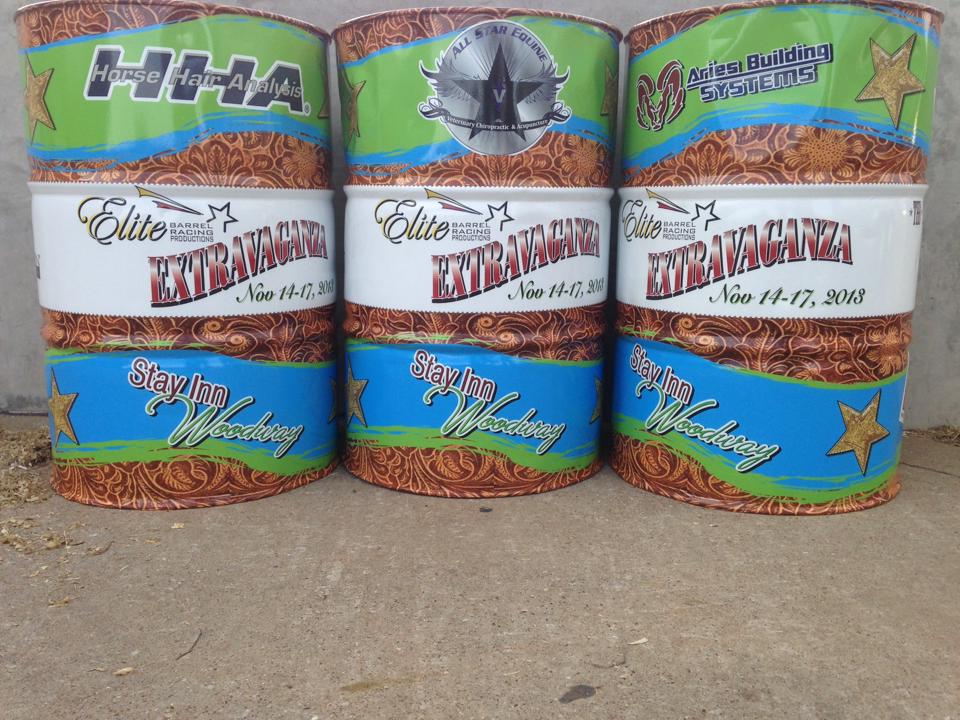 HHA
Horse Hair Analysis®
Elite
BARREL
RACING
PRODUCTIONS
EXTRAVAGANZA
Nov 14-17, 2013
Stay Inn
Woodway
ALL STAR EQUINE
V
Veterinary Chiropractic & Acupuncture
Elite
BARREL
RACING
PRODUCTIONS
EXTRAVAGANZA
Nov 14-17, 2013
Stay Inn
Woodway
Aries Building
SYSTEMS
Elite
BARREL
RACING
PRODUCTIONS
EXTRAVAGANZA
Nov 14-17, 2013
Stay Inn
Woodway